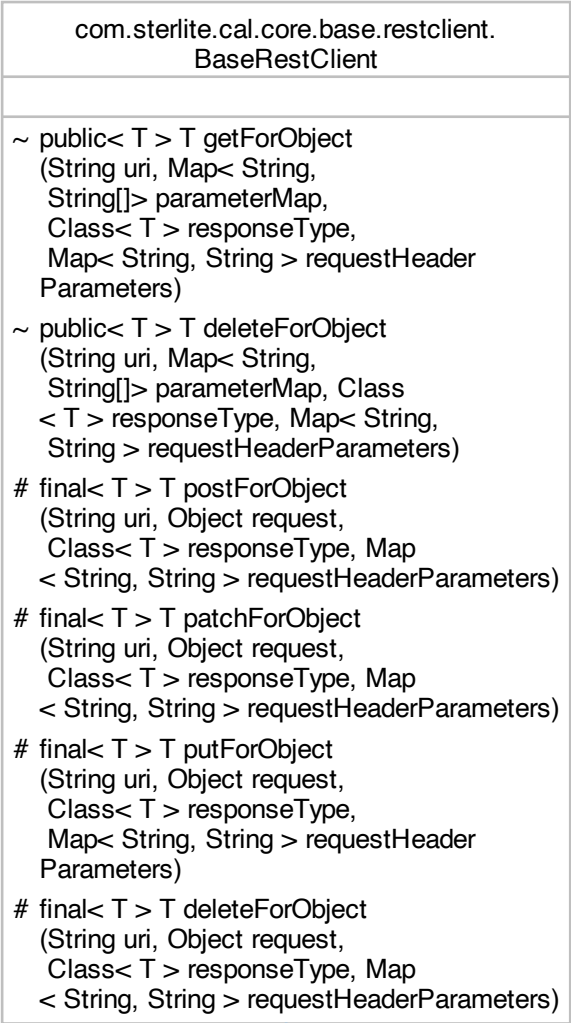 com.sterlite.cal.core.base.restclient.
BaseRestClient
~ public< T > T getForObject
(String uri, Map< String,
String[]> parameterMap,
Class< T > responseType,
Map< String, String > requestHeader
Parameters)
~ public< T > T deleteForObject
(String uri, Map< String,
String[]> parameterMap, Class
< T > responseType, Map< String,
String > requestHeaderParameters)
# final< T > T postForObject
(String uri, Object request,
Class< T > responseType, Map
< String, String > requestHeaderParameters)
# final< T > T patchForObject
(String uri, Object request,
Class< T > responseType, Map
< String, String > requestHeaderParameters)
# final< T > T putForObject
(String uri, Object request,
Class< T > responseType,
Map< String, String > requestHeader
Parameters)
# final< T > T deleteForObject
(String uri, Object request,
Class< T > responseType, Map
< String, String > requestHeaderParameters)